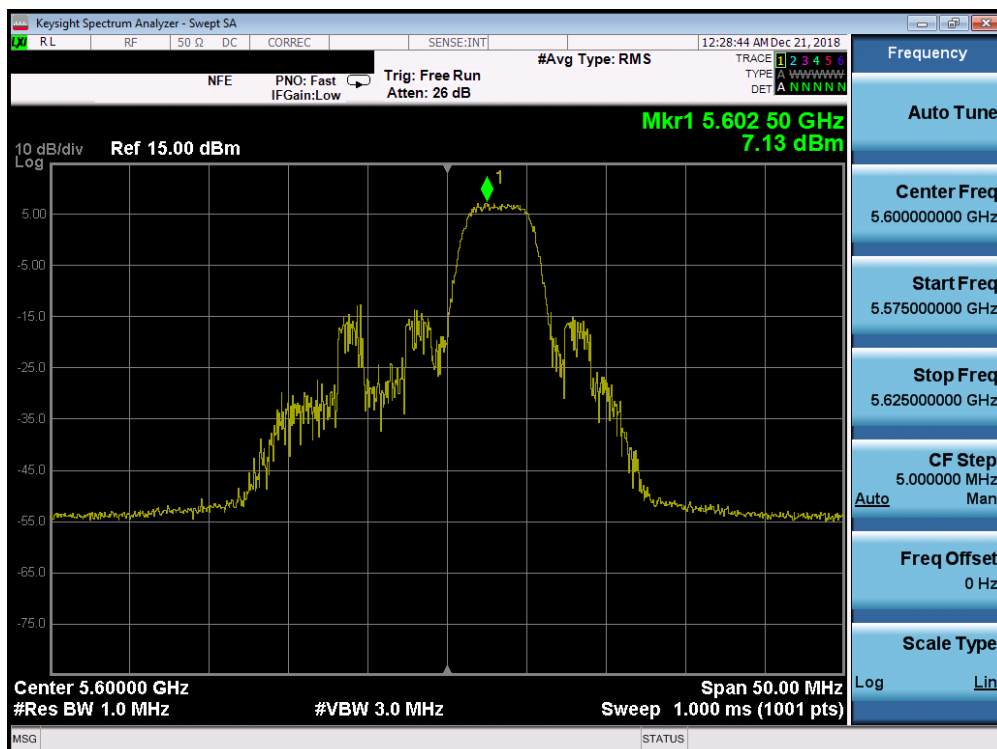 Keysight Spectrum Analyzer - Swept SA
LXI RL RF 50 Ω DC CORREC SENSE:INT 12:28:44 AM Dec 21, 2018
#Avg Type: RMS TRACE 1 2 3 4 5 6
NFE PNO: Fast Trig: Free Run TYPE A WWWWW
IFGain:Low Atten: 26 dB DET A N N N N N
Mkr1 5.602 50 GHz
7.13 dBm
10 dB/div Ref 15.00 dBm
Log
1
5.00
-5.00
-15.0
-25.0
-35.0
-45.0
-55.0
-65.0
-75.0
Center 5.60000 GHz Span 50.00 MHz
#Res BW 1.0 MHz #VBW 3.0 MHz Sweep 1.000 ms (1001 pts)
MSG STATUS
Frequency
Auto Tune
Center Freq
5.600000000 GHz
Start Freq
5.575000000 GHz
Stop Freq
5.625000000 GHz
CF Step
5.000000 MHz
Auto Man
Freq Offset
0 Hz
Scale Type
Log Lin